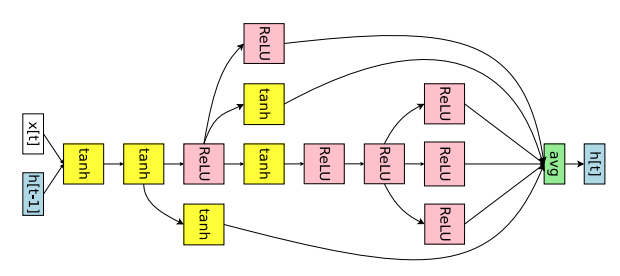 ReLU
tanh
ReLU
x[t]
tanh
tanh
ReLU
tanh
ReLU
ReLU
ReLU
avg
h[t]
h[t-1]
tanh
ReLU